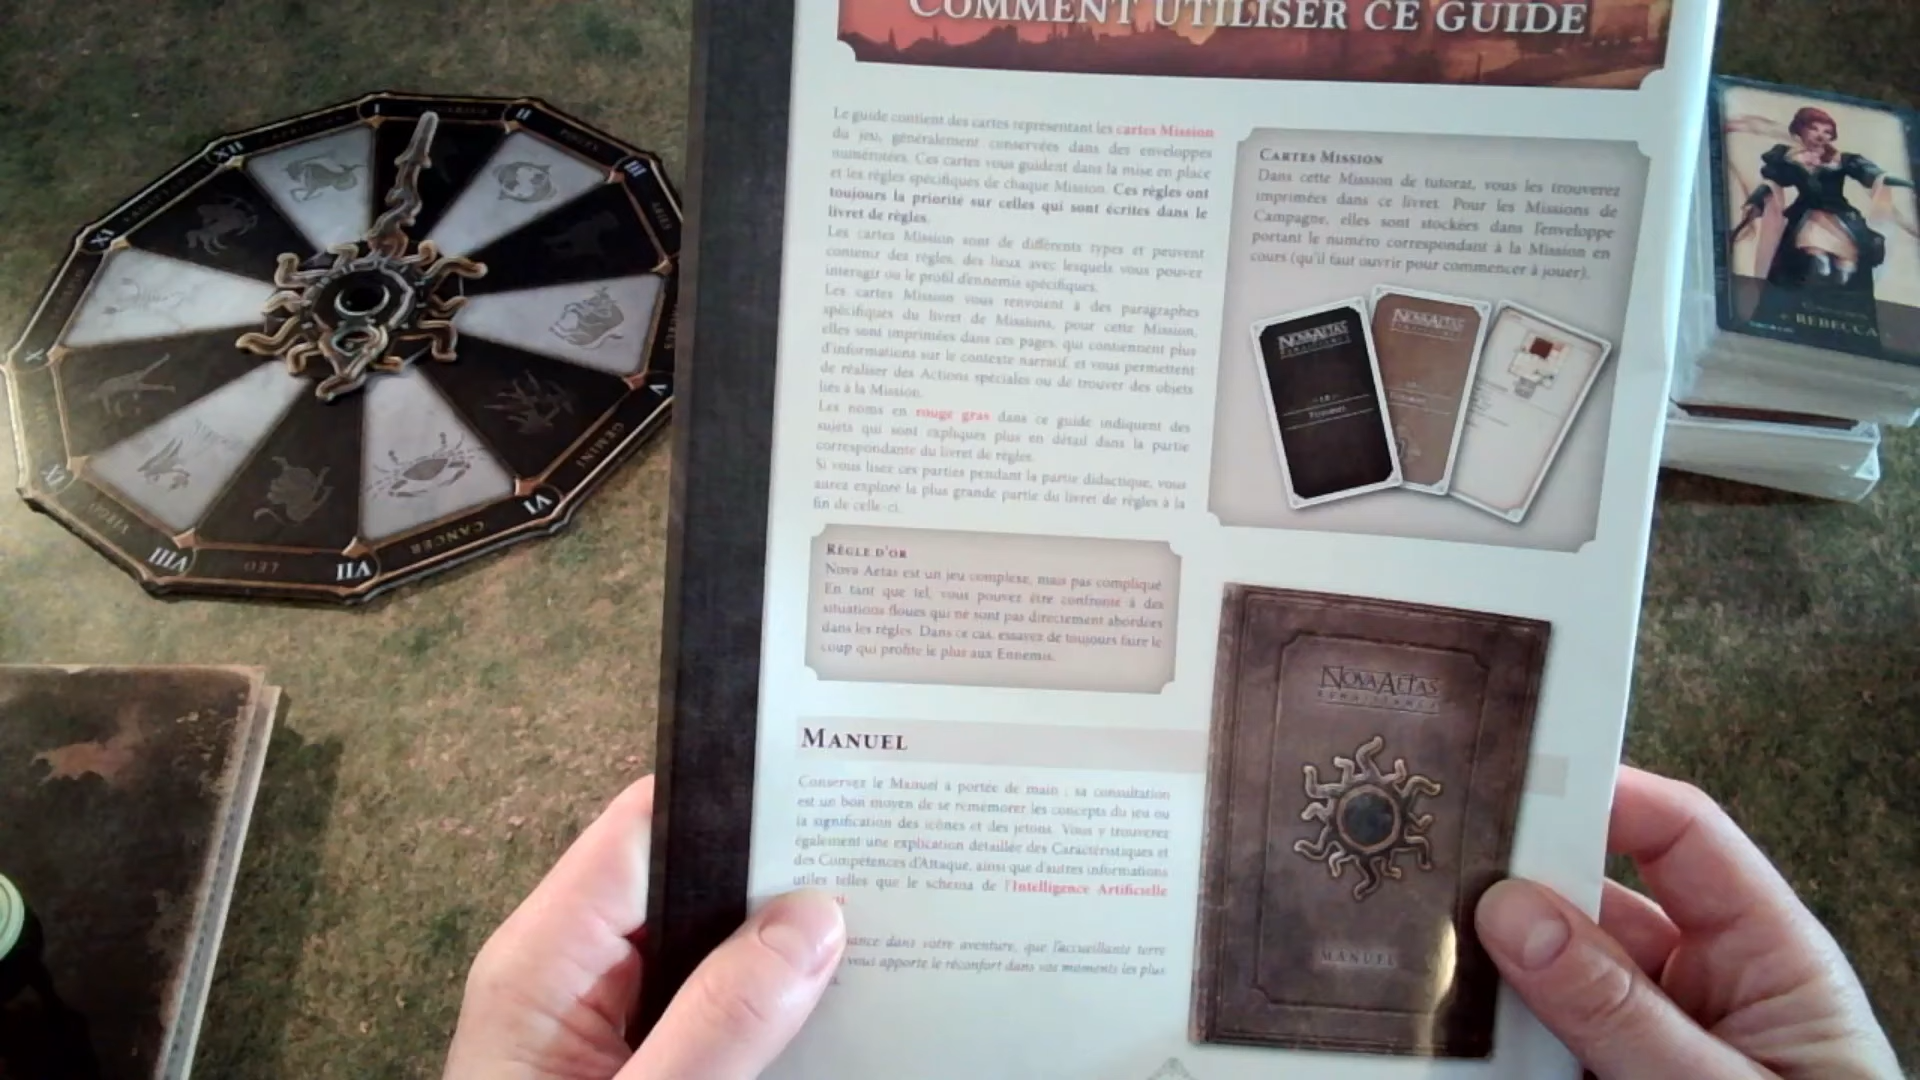 COMMENT UTILISER CE GUIDE
Le guide contient des cartes représentant les cartes Mission
du jeu, généralement conservées dans des enveloppes
numérotées. Ces cartes vous guident dans la mise en place
et les règles spécifiques de chaque Mission. Ces règles ont
toujours la priorité sur celles qui sont écrites dans le
livret de règles.
Les cartes Mission sont de différents types et peuvent
contenir des règles, des lieux avec lesquels vous pouvez
interagir ou le profil d'ennemis spécifiques.
Les cartes Mission vous renvoient à des paragraphes
spécifiques du livret de Missions, pour cette Mission,
elles sont imprimées dans ces pages, qui contiennent plus
d'informations sur le contexte narratif, et vous permettent
de réaliser des Actions spéciales ou de trouver des objets
liés à la Mission.
Les noms en rouge gras dans ce guide indiquent des
sujets qui sont expliqués plus en détail dans la partie
correspondante du livret de règles.
Si vous lisez ces parties pendant la partie didactique, vous
aurez exploré la plus grande partie du livret de règles à la
fin de celle-ci.
RÈGLE D'OR
Nova Aetas est un jeu complexe, mais pas compliqué
En tant que tel, vous pouvez être confronté à des
situations floues qui ne sont pas directement abordées
dans les règles. Dans ce cas, essayez de toujours faire le
coup qui profite le plus aux Ennemis.
MANUEL
Conservez le Manuel à portée de main : sa consultation
est un bon moyen de se remémorer les concepts du jeu ou
la signification des icônes et des jetons. Vous y trouverez
également une explication détaillée des Caractéristiques et
des Compétences d'Attaque, ainsi que d'autres informations
utiles telles que le schéma de l'Intelligence Artificielle
dans votre aventure, que l'accueillante terre
vous apporte le réconfort dans vos moments les plus
CARTES MISSION
Dans cette Mission de tutorat, vous les trouverez
imprimées dans ce livret. Pour les Missions de
Campagne, elles sont stockées dans l'enveloppe
portant le numéro correspondant à la Mission en
cours (qu'il faut ouvrir pour commencer à jouer).
NOVA AETAS
RENAISSANCE
NOVA AETAS
NOVA AETAS
RENAISSANCE
MANUEL
REBECCA
I
II
III
V
VI
VII
VIII
X
XI
XII
PISCES
ARIES
GEMINI
CANCER
LEO
VIRGO